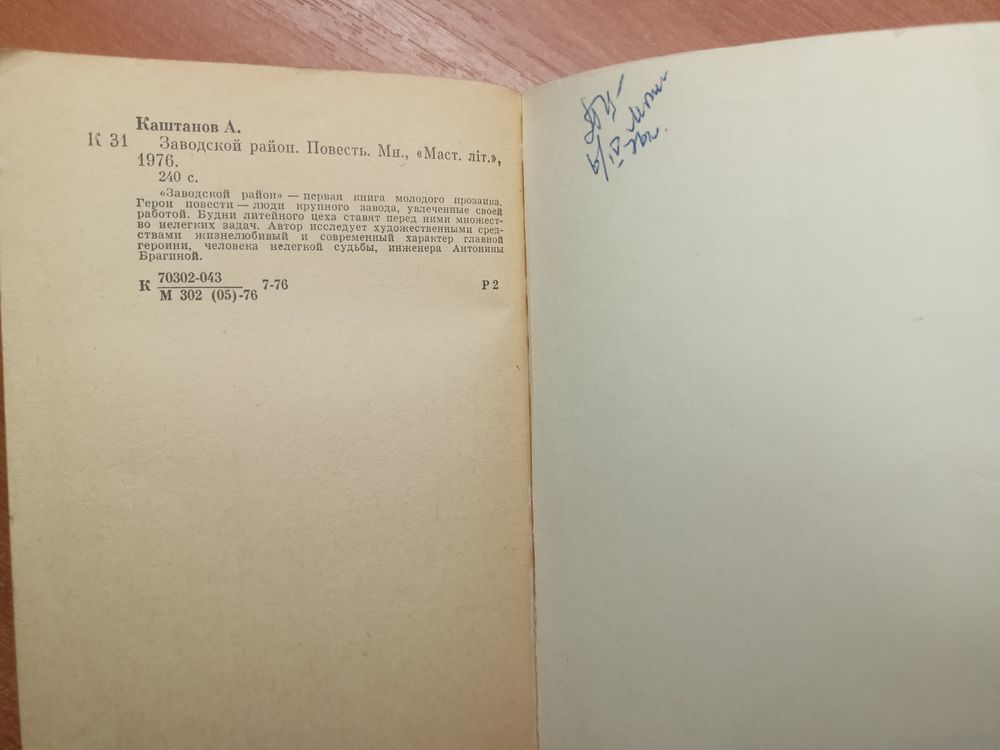 Каштанов А.
К 31 Заводской район. Повесть. Мн., «Маст. літ.»,
1976.
240 с.
«Заводской район» — первая книга молодого прозаика.
Герои повести — люди крупного завода, увлеченные своей
работой. Будни литейного цеха ставят перед ними множест-
во нелегких задач. Автор исследует художественными сред-
ствами жизнелюбивый и современный характер главной
героини, человека нелегкой судьбы, инженера Антонины
Брагиной.
К 70302-043 7-76 Р 2
М 302 (05)-76